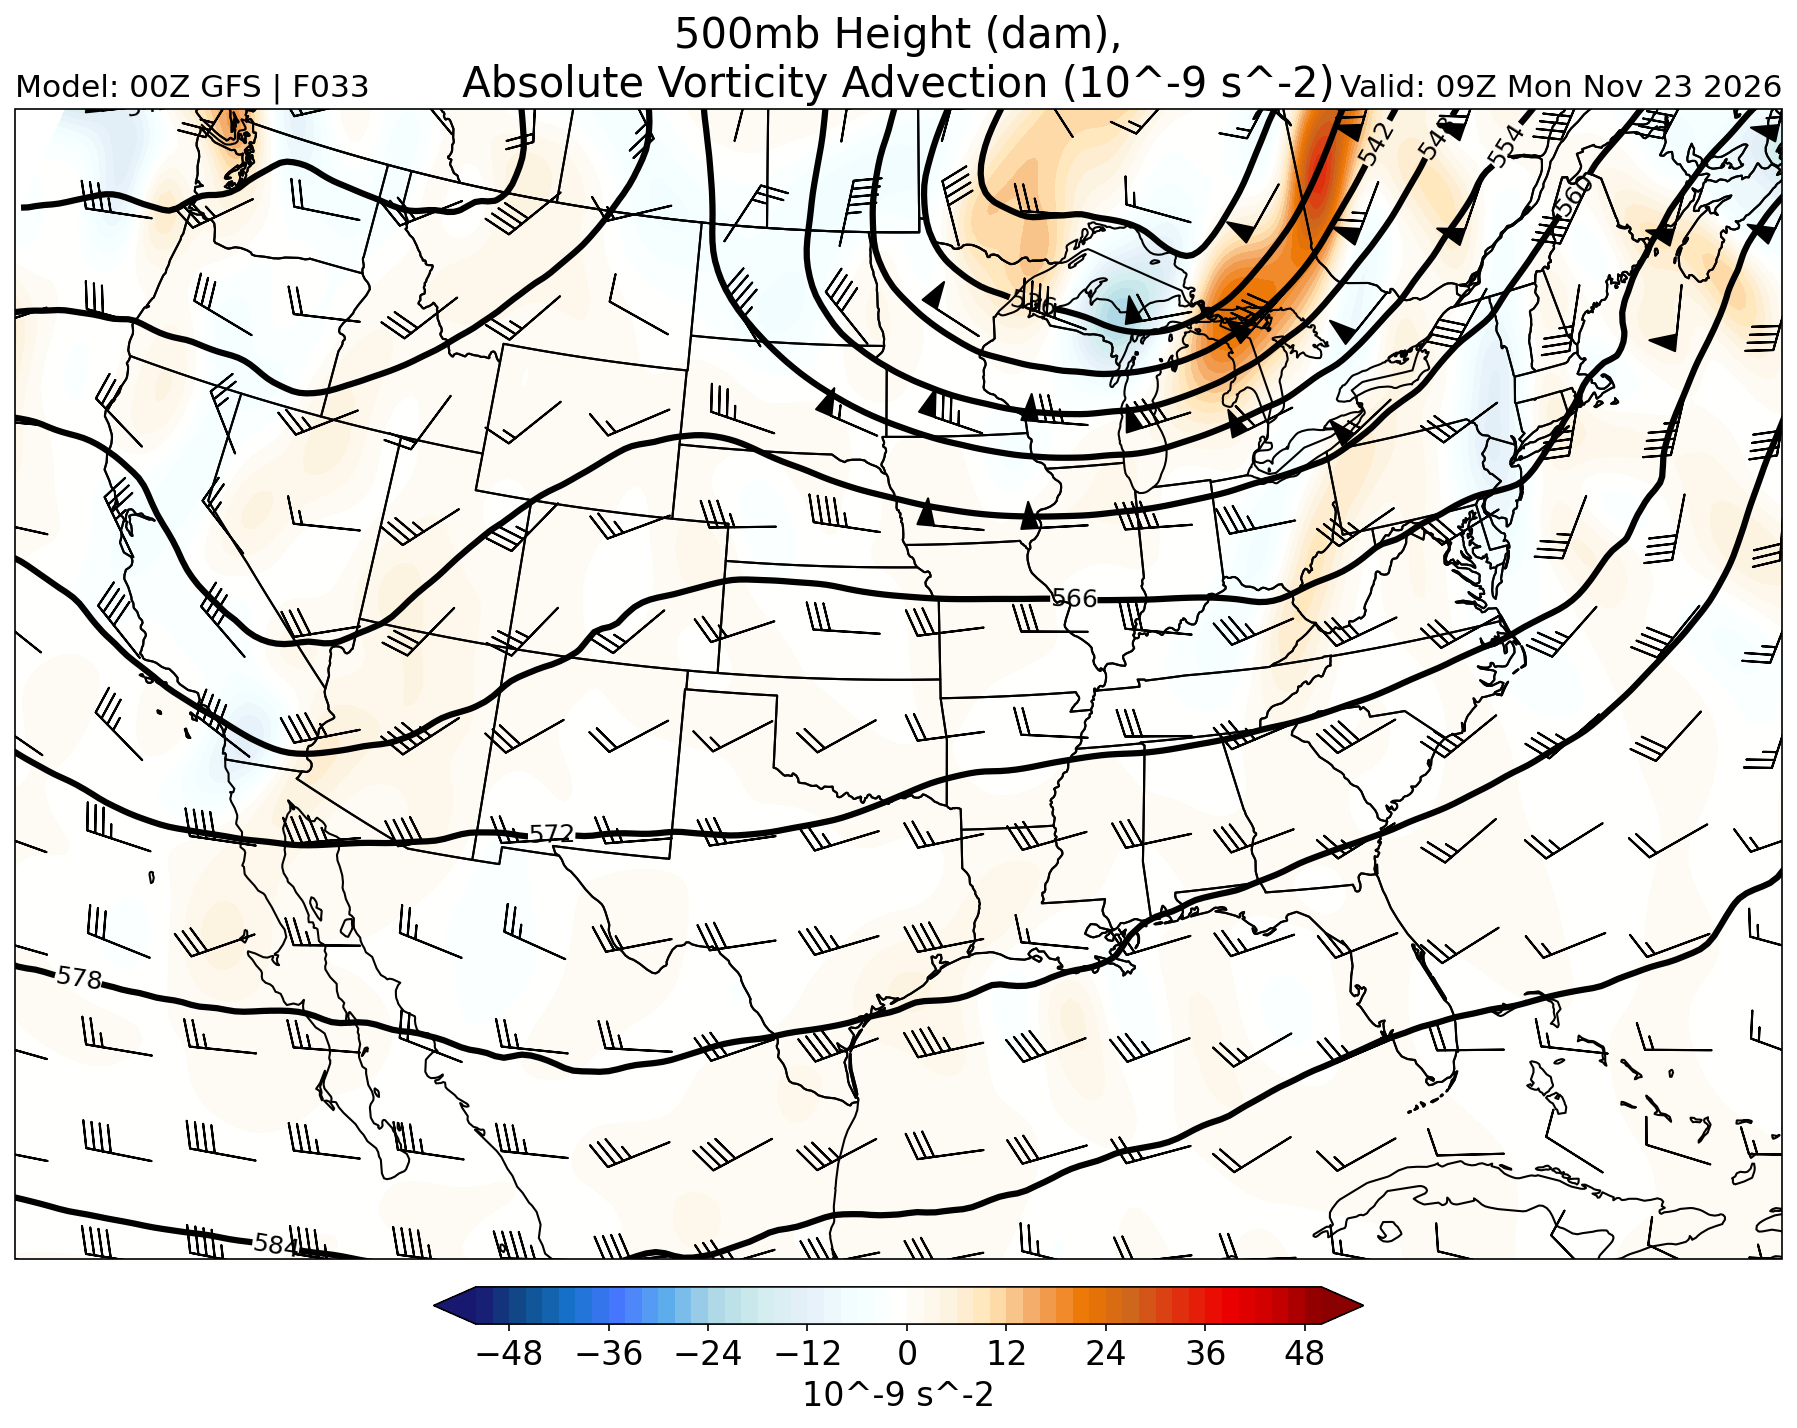 500mb Height (dam),
Model: 00Z GFS | F033
Absolute Vorticity Advection (10^-9 s^-2)
Valid: 09Z Mon Nov 23 2026
542
554
560
536
566
572
578
584
−48 −36 −24 −12 0 12 24 36 48
10^-9 s^-2